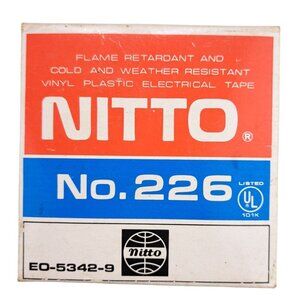 FLAME RETARDANT AND
COLD AND WEATHER RESISTANT
VINYL PLASTIC ELECTRICAL TAPE
NITTO®
No. 226
LISTED
UL
101K
nitto
EO-5342-9